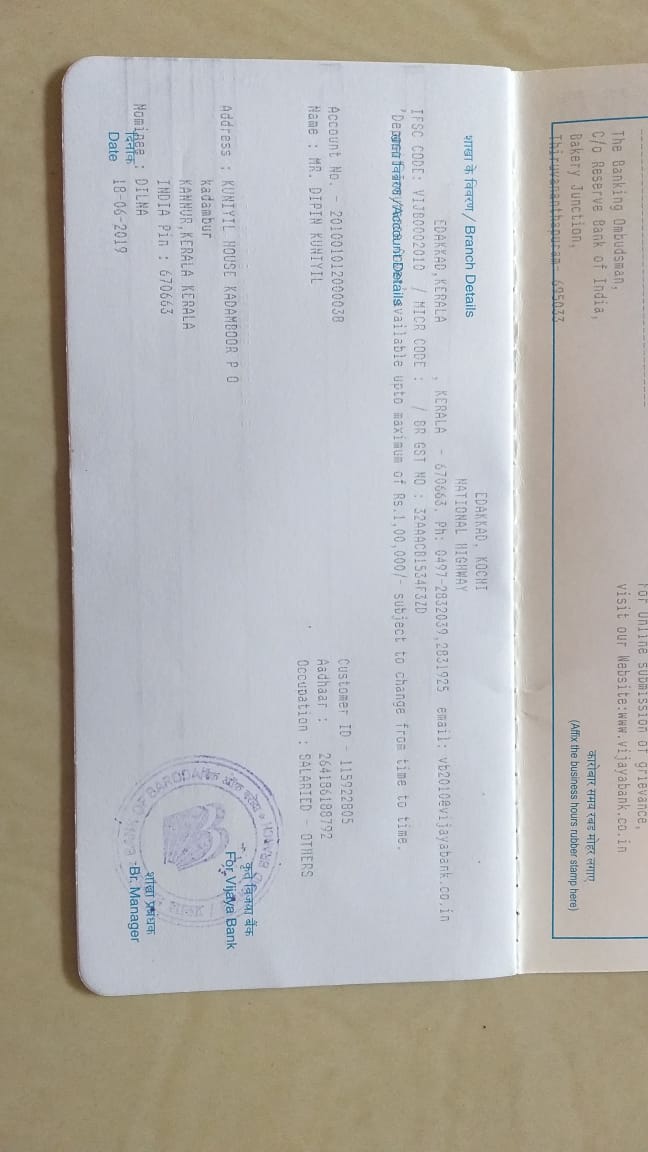 The Banking Ombudsman,
C/o Reserve Bank of India,
Bakery Junction,
Thiruvananthapuram- 695033
For Online submission of grievance,
visit our Website:www.vijayabank.co.in
कारोबार समय रबड़ मोहर लगाएं
(Affix the business hours rubber stamp here)
EDAKKAD, KOCHI
शाखा के विवरण / Branch Details
NATIONAL HIGHWAY
EDAKKAD,KERALA , KERALA - 670663, Ph: 0497-2832039,2831925 email: vb2010@vijayabank.co.in
IFSC CODE: VIJB0002010 / MICR CODE : / BR GST NO : 32AAACB1534F3ZD
available upto maximum of Rs.1,00,000/- subject to change from time to time.
/Account Details
Account No. - 201001012000038
Customer ID - 115922805
Name : MR. DIPIN KUNIYIL
Aadhaar : 264186188792
Occupation : SALARIED - OTHERS
Address : KUNIYIL HOUSE KADAMBOOR P O
kadambur
KANNUR,KERALA KERALA
INDIA Pin : 670663
Nominee : DILNA
दिनांक
Date 18-06-2019
कृते विजया बैंक
For Vijaya Bank
शाखा प्रबंधक
Br. Manager
BANK OF BARODA